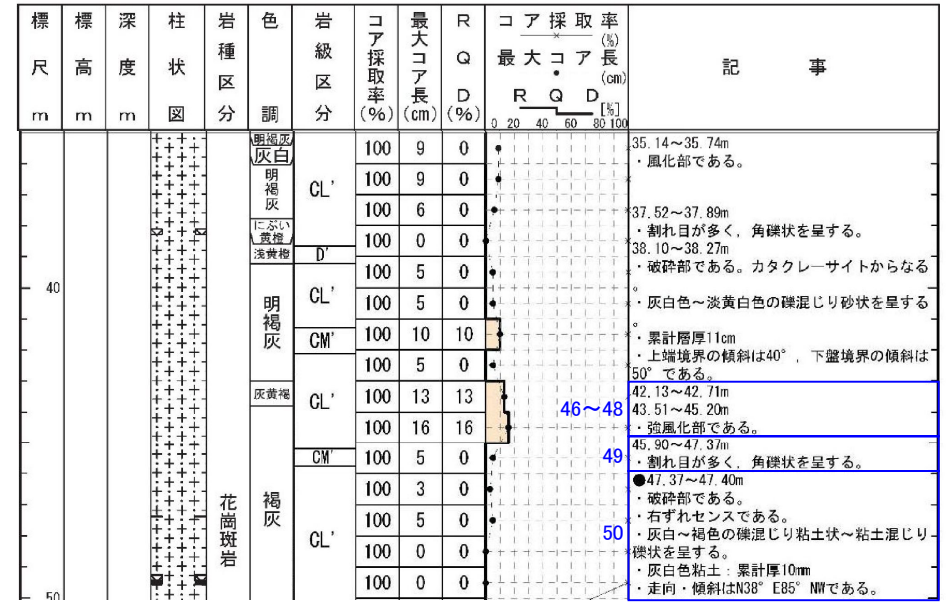 標尺 m
標高 m
深度 m
柱状図
岩種区分
色調
岩級区分
コア採取率(%)
最大コア長(cm)
RQD(%)
コア採取率(%)
最大コア長(cm)
RQD[%]
0 20 40 60 80 100
記事
明褐灰
灰白
100 9 0
35.14～35.74m
・風化部である。
明褐灰
CL'
100 9 0
100 6 0
37.52～37.89m
・割れ目が多く，角礫状を呈する。
にぶい黄橙
100 0 0
38.10～38.27m
・破砕部である。カタクレーサイトからなる
。
浅黄橙
D'
100 5 0
40
明褐灰
CL'
100 5 0
・灰白色～淡黄白色の礫混じり砂状を呈する
。
CM'
100 10 10
・累計層厚11cm
・上端境界の傾斜は40°，下盤境界の傾斜は
50°である。
100 5 0
灰黄褐
CL'
100 13 13
46～48
42.13～42.71m
43.51～45.20m
・強風化部である。
100 16 16
CM'
100 5 0
49
45.90～47.37m
・割れ目が多く，角礫状を呈する。
花崗斑岩
褐灰
CL'
100 3 0
100 5 0
100 0 0
100 0 0
50
●47.37～47.40m
・破砕部である。
・右ずれセンスである。
・灰白～褐色の礫混じり粘土状～粘土混じり
礫状を呈する。
・灰白色粘土：累計厚10mm
・走向・傾斜はN38°E85°NWである。
50